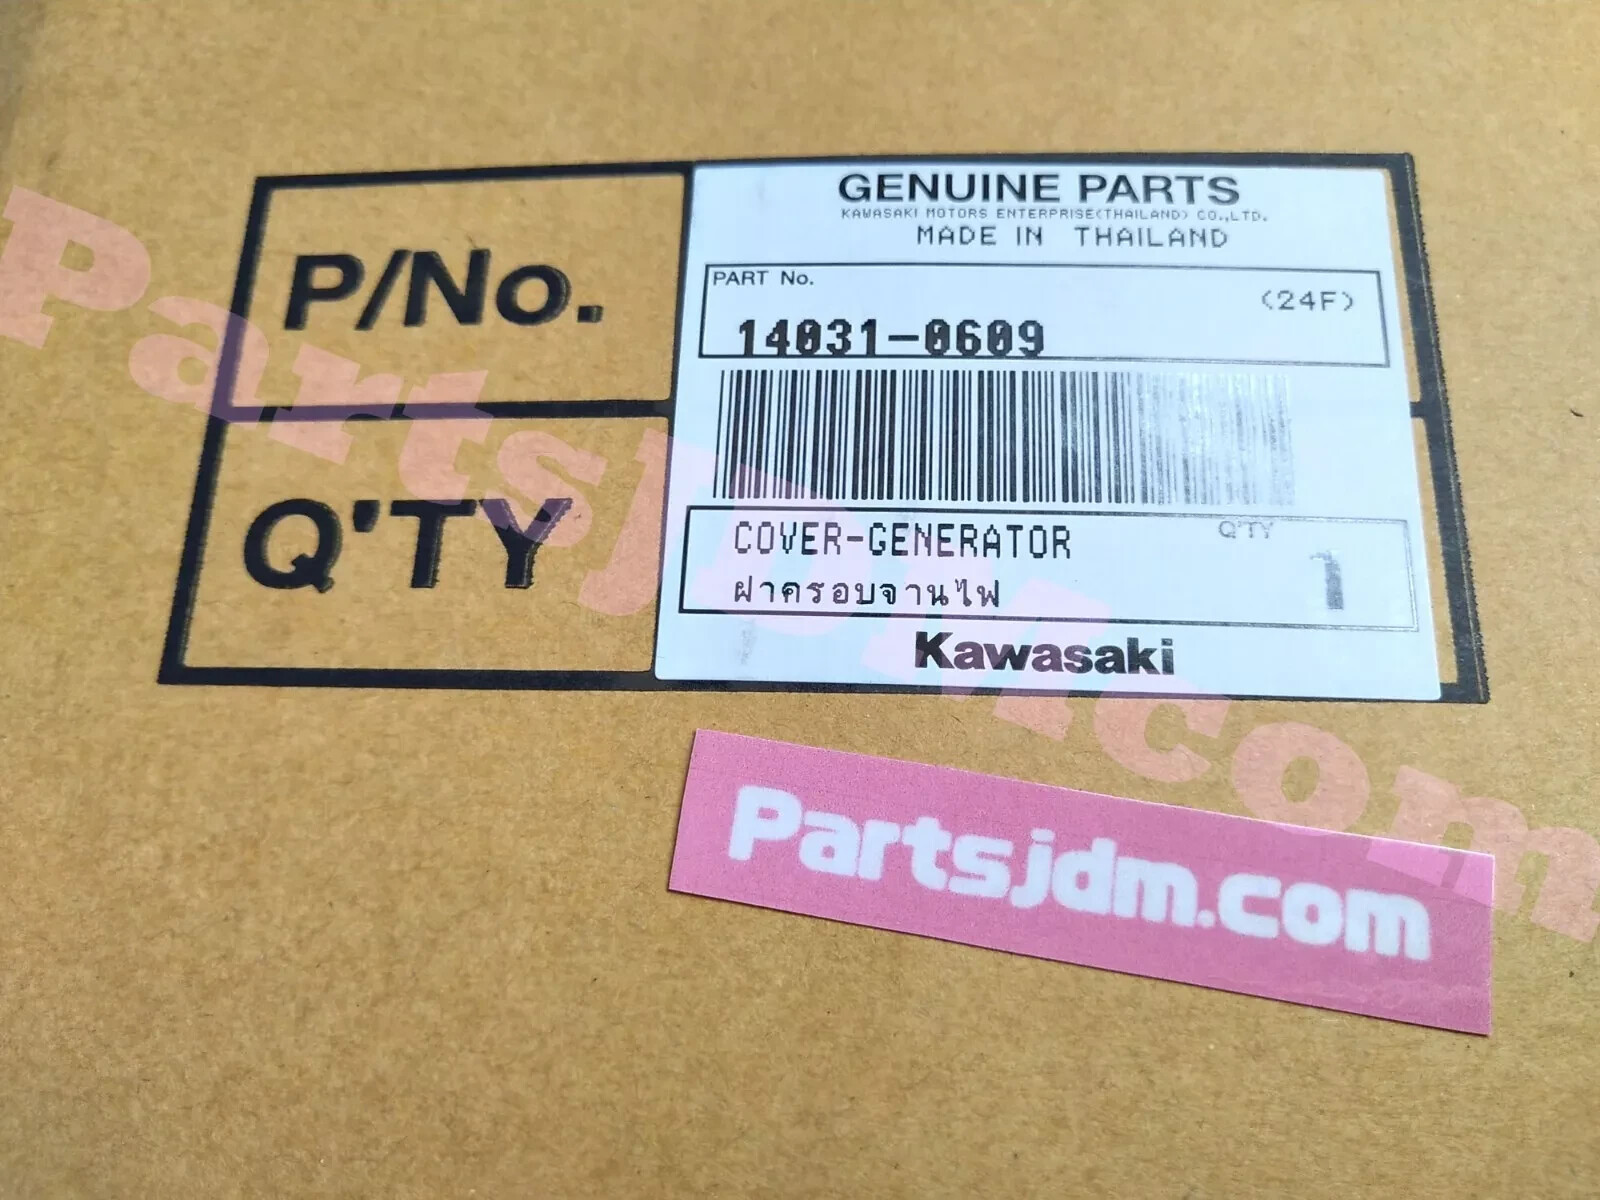 P/No.
Q'TY
GENUINE PARTS
KAWASAKI MOTORS ENTERPRISE(THAILAND) CO.,LTD.
MADE IN THAILAND
PART No.
(24F)
14031-0609
COVER-GENERATOR
Q'TY
ฝาครอบจานไฟ
1
Kawasaki
PartsJDMcom
Partsjdm.com